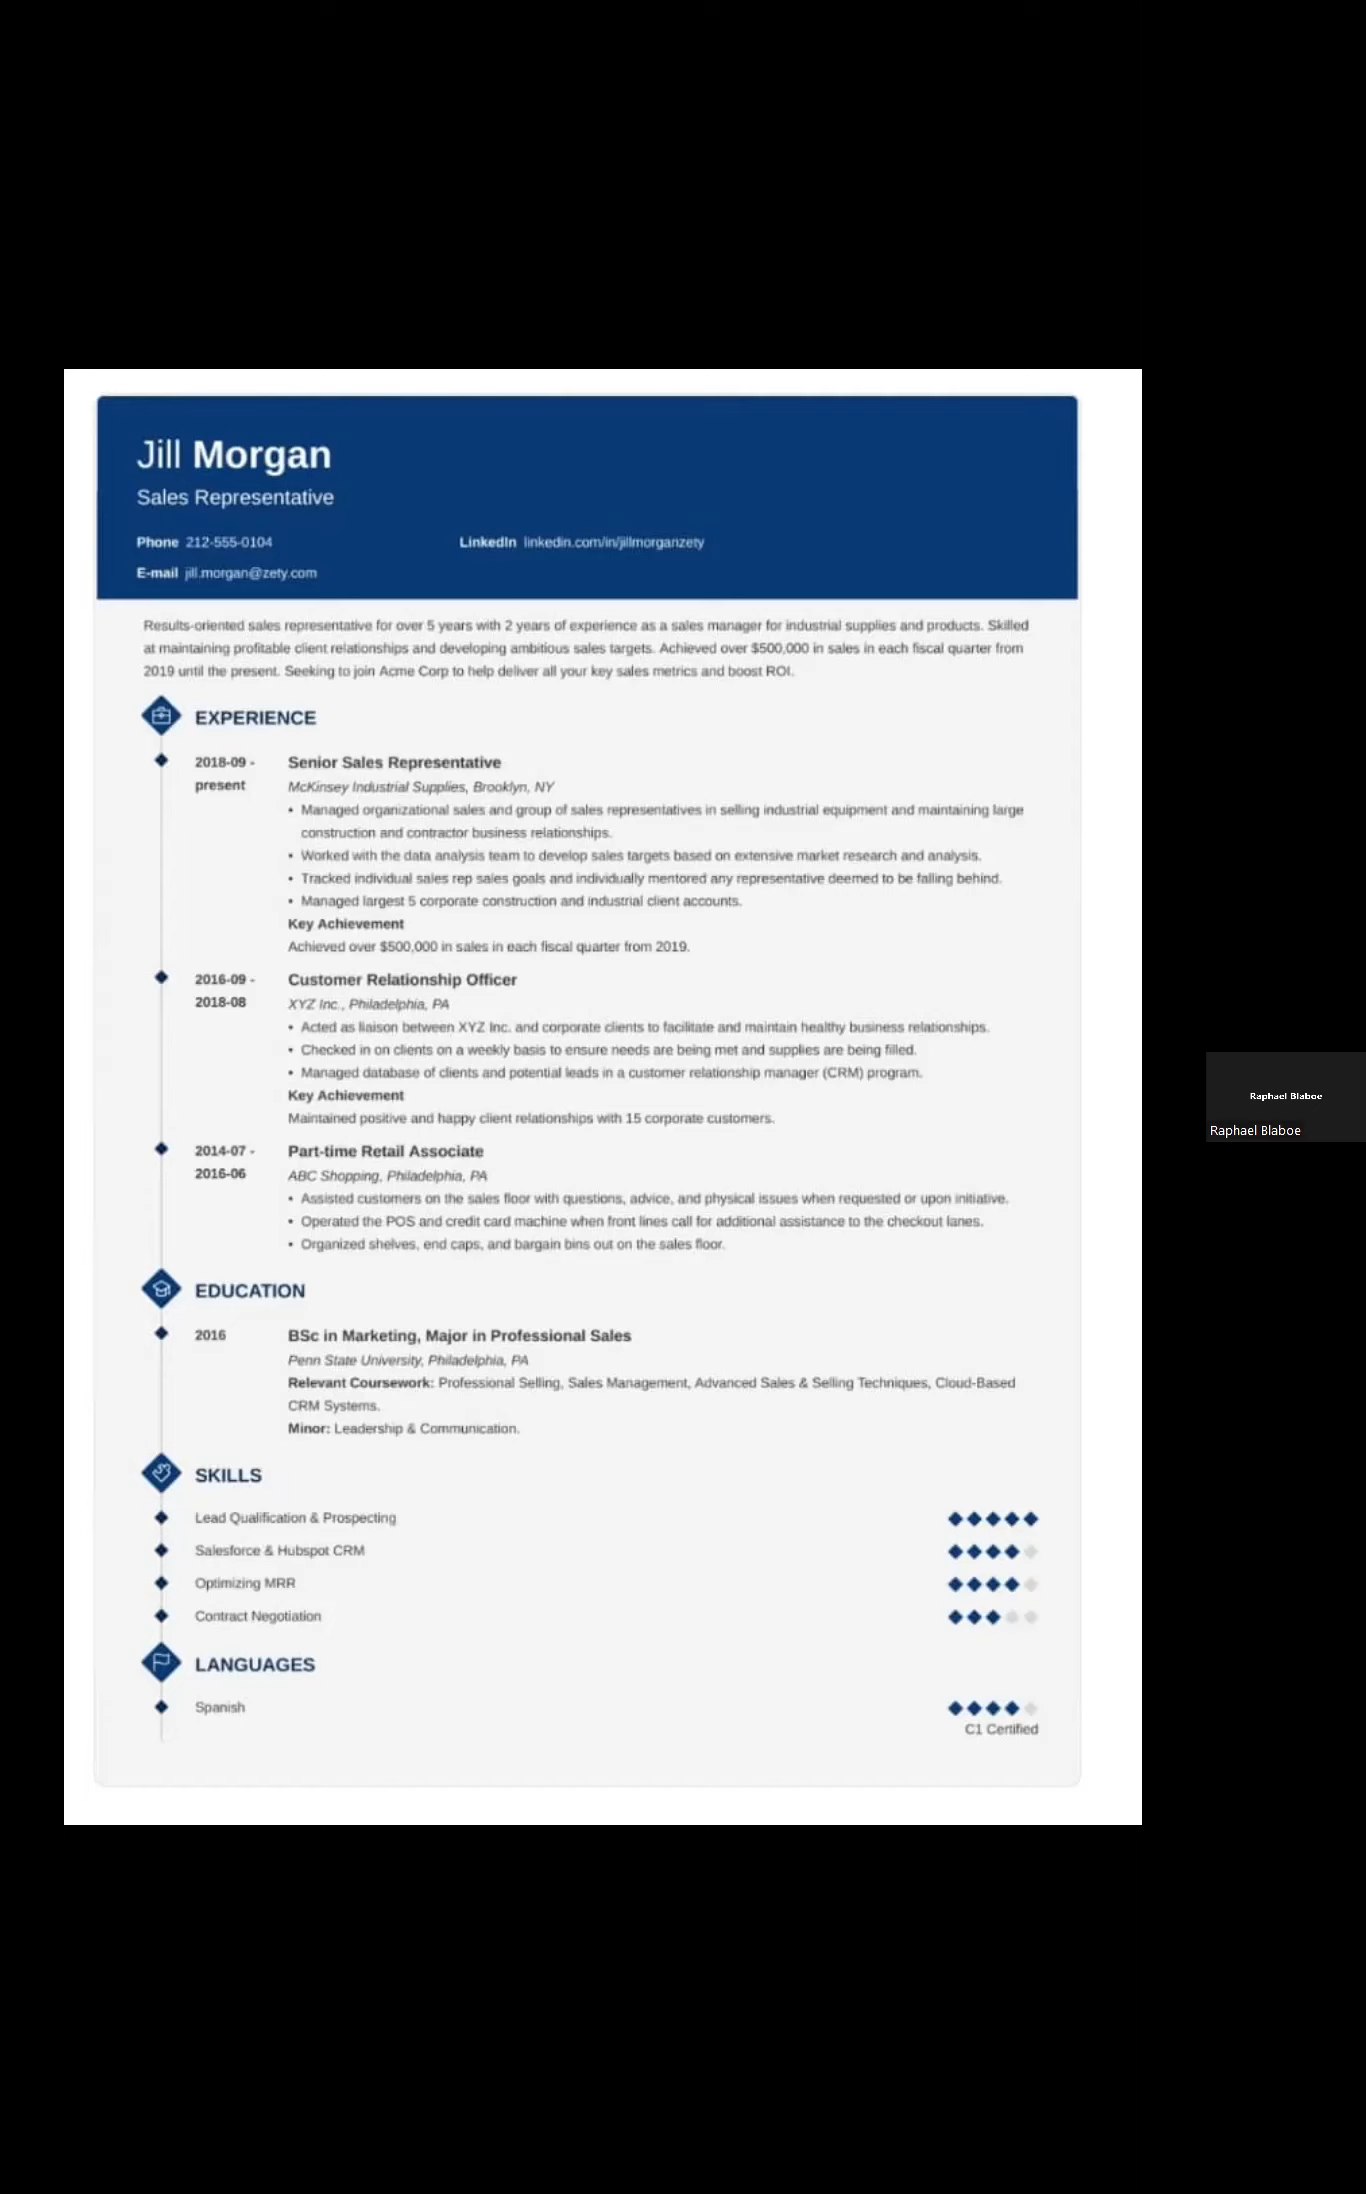 Jill Morgan
Sales Representative
Phone 212-555-0104 LinkedIn linkedin.com/in/jillmorganzety
E-mail jill.morgan@zety.com
Results-oriented sales representative for over 5 years with 2 years of experience as a sales manager for industrial supplies and products. Skilled
at maintaining profitable client relationships and developing ambitious sales targets. Achieved over $500,000 in sales in each fiscal quarter from
2019 until the present. Seeking to join Acme Corp to help deliver all your key sales metrics and boost ROI.
EXPERIENCE
2018-09 - present
Senior Sales Representative
McKinsey Industrial Supplies, Brooklyn, NY
• Managed organizational sales and group of sales representatives in selling industrial equipment and maintaining large
construction and contractor business relationships.
• Worked with the data analysis team to develop sales targets based on extensive market research and analysis.
• Tracked individual sales rep sales goals and individually mentored any representative deemed to be falling behind.
• Managed largest 5 corporate construction and industrial client accounts.
Key Achievement
Achieved over $500,000 in sales in each fiscal quarter from 2019.
2016-09 - 2018-08
Customer Relationship Officer
XYZ Inc., Philadelphia, PA
• Acted as liaison between XYZ Inc. and corporate clients to facilitate and maintain healthy business relationships.
• Checked in on clients on a weekly basis to ensure needs are being met and supplies are being filled.
• Managed database of clients and potential leads in a customer relationship manager (CRM) program.
Key Achievement
Maintained positive and happy client relationships with 15 corporate customers.
2014-07 - 2016-06
Part-time Retail Associate
ABC Shopping, Philadelphia, PA
• Assisted customers on the sales floor with questions, advice, and physical issues when requested or upon initiative.
• Operated the POS and credit card machine when front lines call for additional assistance to the checkout lanes.
• Organized shelves, end caps, and bargain bins out on the sales floor.
EDUCATION
2016
BSc in Marketing, Major in Professional Sales
Penn State University, Philadelphia, PA
Relevant Coursework: Professional Selling, Sales Management, Advanced Sales & Selling Techniques, Cloud-Based
CRM Systems.
Minor: Leadership & Communication.
SKILLS
Lead Qualification & Prospecting
Salesforce & Hubspot CRM
Optimizing MRR
Contract Negotiation
LANGUAGES
Spanish
C1 Certified
Raphael Blaboe
Raphael Blaboe